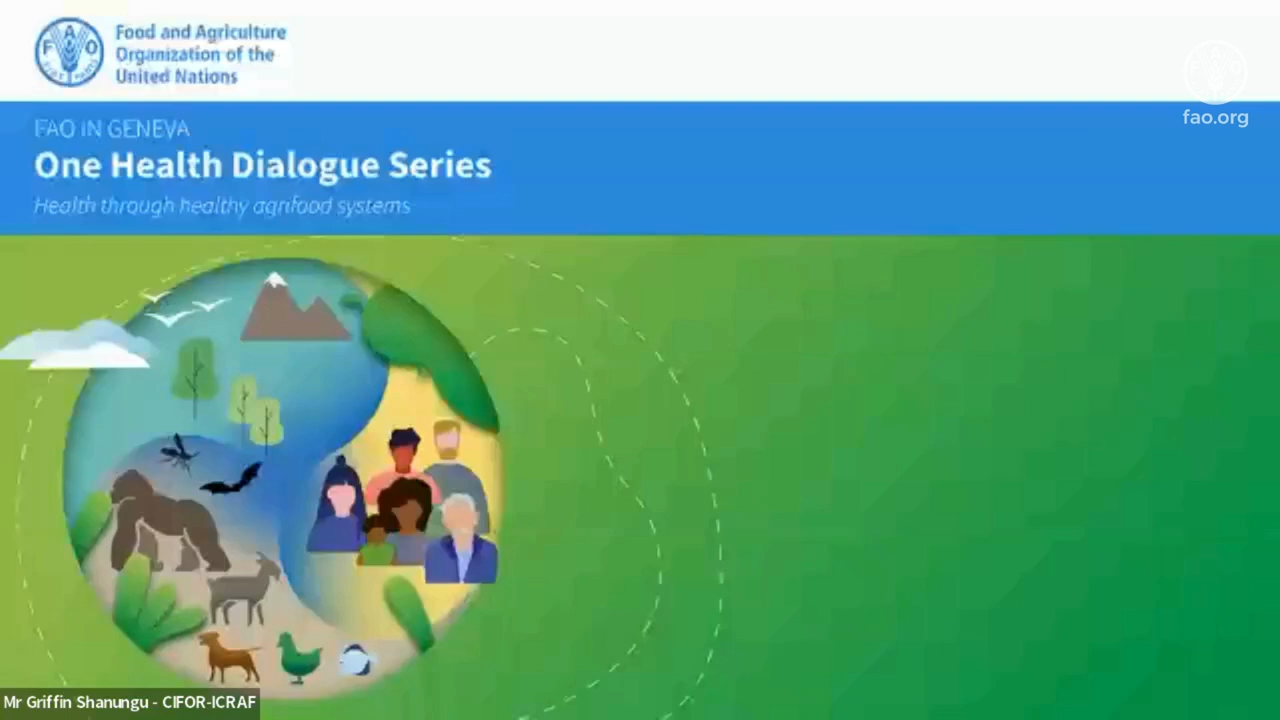 FAO
Food and Agriculture
Organization of the
United Nations
fao.org
FAO IN GENEVA
One Health Dialogue Series
Health through healthy agrifood systems
Mr Griffin Shanungu - CIFOR-ICRAF